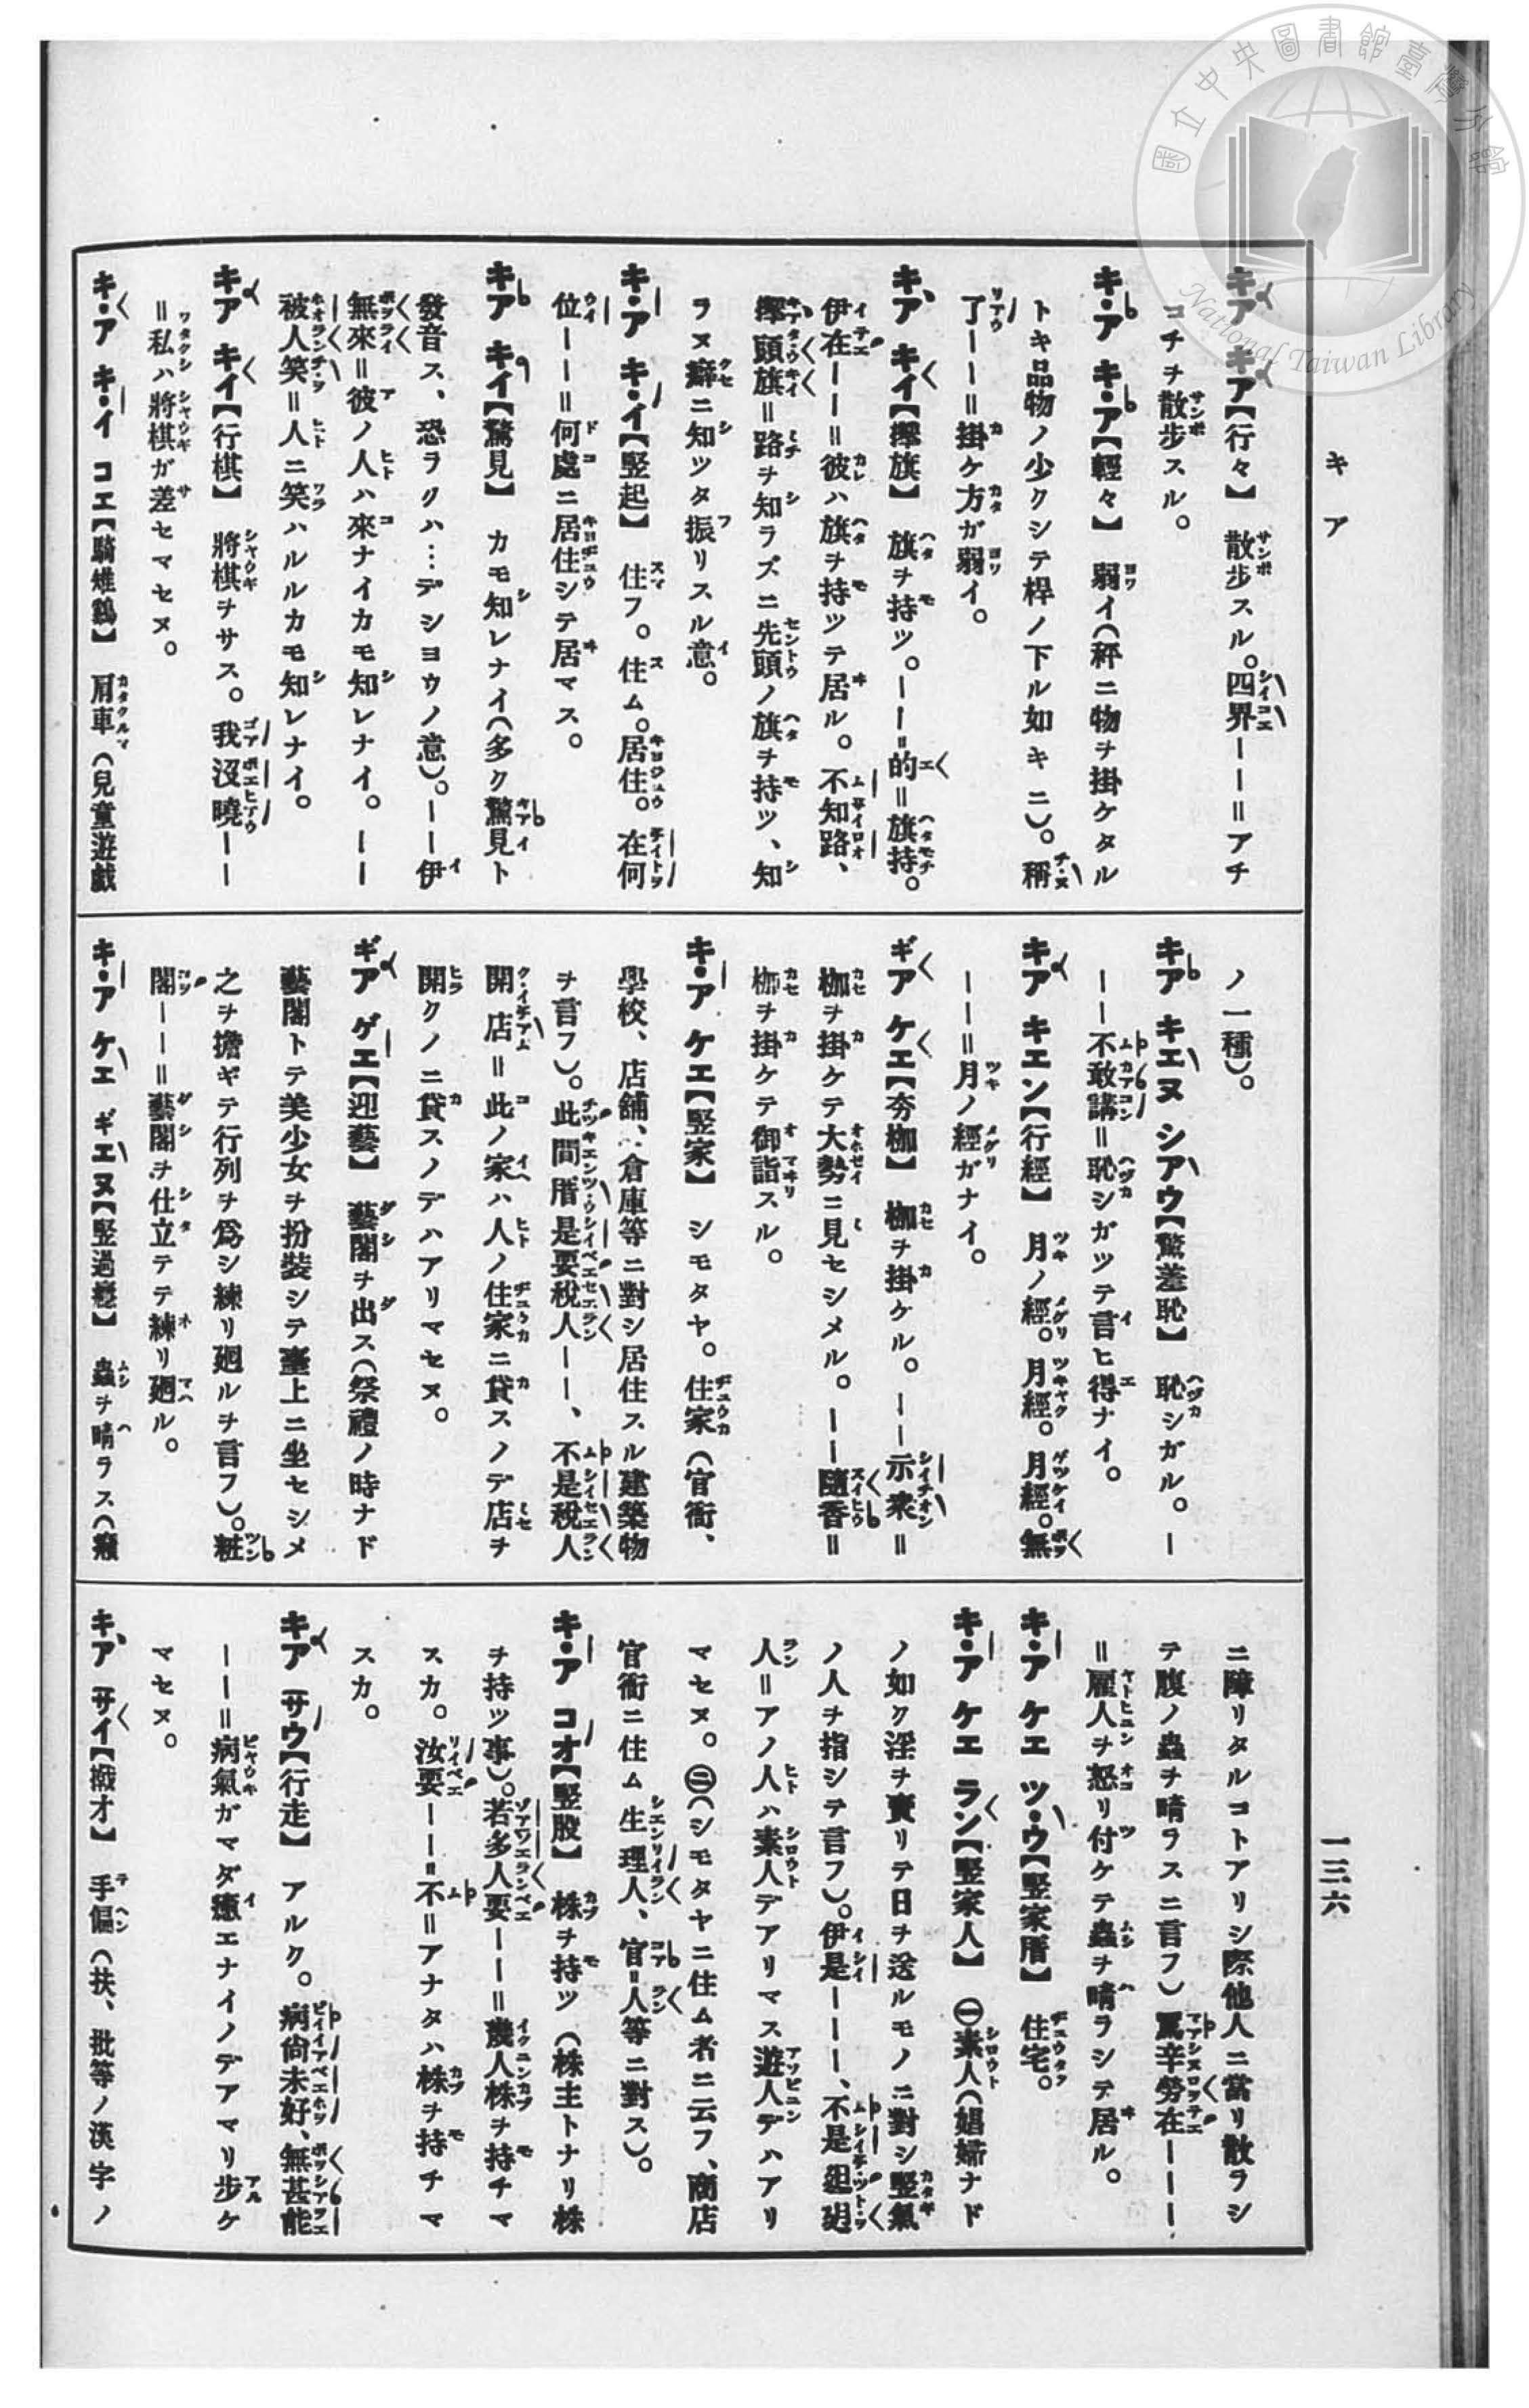 國立中央圖書館臺灣分館
National Taiwan Library
キア
一三六
キア キア【行々】 散步スル。四界ーー＝アチ
コチヲ散步スル。
キ・ア キ・ア【輕々】 弱イ(秤ニ物ヲ掛ケタル
トキ品物ノ少クシテ桿ノ下ル如キニ)。稱
了ーー＝掛ケ方ガ弱イ。
キア キイ【擇旗】 旗ヲ持ツ。ーー＝的＝旗持。
伊在ーー＝彼ハ旗ヲ持ツテ居ル。不知路、
擇頭旗＝路ヲ知ラズニ先頭ノ旗ヲ持ツ、知
ラヌ癖ニ知ツタ振リスル意。
キ・ア キ・イ【竪起】 住フ。住ム。居住。在何
位ーー＝何處ニ居住シテ居マス。
キア キイ【驚見】 カモ知レナイ(多ク驚見ト
發音ス、恐ラクハ…デシヨウノ意)。ーー伊
無來＝彼ノ人ハ來ナイカモ知レナイ。ーー
被人笑＝人ニ笑ハルルカモ知レナイ。
キア キイ【行棋】 將棋ヲサス。我沒曉ーー
＝私ハ將棋ガ差セマセヌ。
キ・ア キ・イ コエ【騎雉鷄】 肩車(兒童遊戲
ノ一種)。
キア キエヌ シアウ【驚羞恥】 恥シガル。ー
ーー不敢講＝恥シガツテ言ヒ得ナイ。
キア キエン【行經】 月ノ經。月經。月經。無
ーー＝月ノ經ガナイ。
ギア ケエ【夯枷】 枷ヲ掛ケル。ーー示衆＝
枷ヲ掛ケテ大勢ニ見セシメル。ーー隨香＝
枷ヲ掛ケテ御詣スル。
キ・ア ケエ【竪家】 シモタヤ。住家(官衙、
學校、店舖、倉庫等ニ對シ居住スル建築物
ヲ言フ)。此間厝是要稅人ーー、不是稅人
開店＝此ノ家ハ人ノ住家ニ貸スノデ店ヲ
開クノニ貸スノデハアリマセヌ。
ギア ゲエ【迎藝】 藝閣ヲ出ス(祭禮ノ時ナド
藝閣トテ美少女ヲ扮裝シテ臺上ニ坐セシメ
之ヲ擔ギテ行列ヲ爲シ練リ廻ルヲ言フ)。粧
閣ーー＝藝閣ヲ仕立テテ練リ廻ル。
キ・ア ケエ ギエヌ【竪過癮】 蟲ヲ晴ラス(癪
ニ障リタルコトアリシ際他人ニ當リ散ラシ
テ腹ノ蟲ヲ晴ラスニ言フ)罵辛勞在ーーー
＝雇人ヲ怒リ付ケテ蟲ヲ晴ラシテ居ル。
キ・ア ケエ ツ・ウ【竪家厝】 住宅。
キ・ア ケエ ラン【竪家人】 ㊀素人(娼婦ナド
ノ如ク淫ヲ賣リテ日ヲ送ルモノニ對シ堅氣
ノ人ヲ指シテ言フ)。伊是ーーー、不是𨑨迌
人＝アノ人ハ素人デアリマス遊人デハアリ
マセヌ。㊁(シモタヤニ住ム者ニ云フ、商店
官衙ニ住ム生理人、官＝人等ニ對ス)。
キ・ア コオ【竪股】 株ヲ持ツ(株主トナリ株
ヲ持ツ事)。若多人要ーー＝幾人株ヲ持チマ
スカ。汝要ーー＝不＝アナタハ株ヲ持チマ
スカ。
キア サウ【行走】 アルク。病尙未好、無甚能
ーー＝病氣ガマダ癒エナイノデアマリ步ケ
マセヌ。
キア サイ【擬才】 手偏(扶、批等ノ漢字ノ